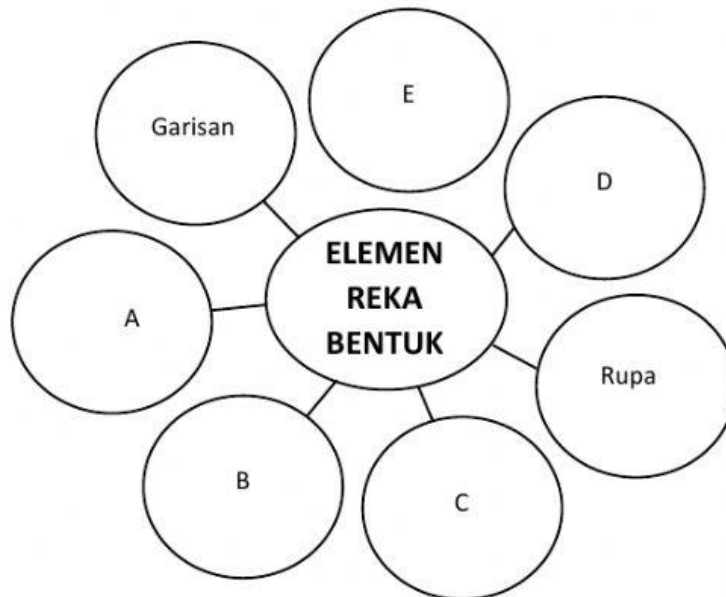 E
Garisan
D
ELEMEN
REKA
BENTUK
A
Rupa
B
C